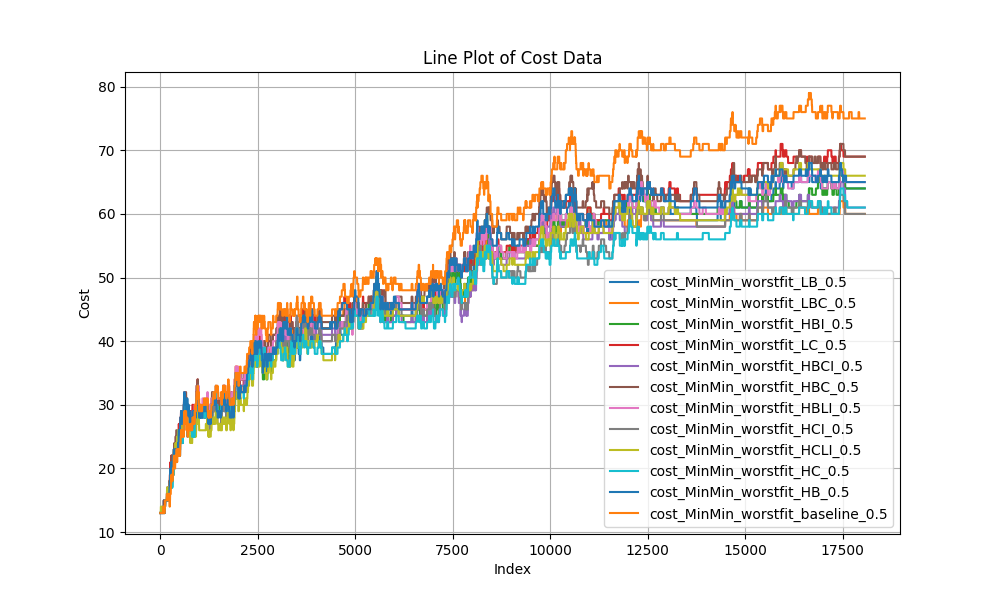 Line Plot of Cost Data
80
70
60
50
40
30
20
10
Cost
0
2500
5000
7500
10000
12500
15000
17500
Index
cost_MinMin_worstfit_LB_0.5
cost_MinMin_worstfit_LBC_0.5
cost_MinMin_worstfit_HBI_0.5
cost_MinMin_worstfit_LC_0.5
cost_MinMin_worstfit_HBCI_0.5
cost_MinMin_worstfit_HBC_0.5
cost_MinMin_worstfit_HBLI_0.5
cost_MinMin_worstfit_HCI_0.5
cost_MinMin_worstfit_HCLI_0.5
cost_MinMin_worstfit_HC_0.5
cost_MinMin_worstfit_HB_0.5
cost_MinMin_worstfit_baseline_0.5